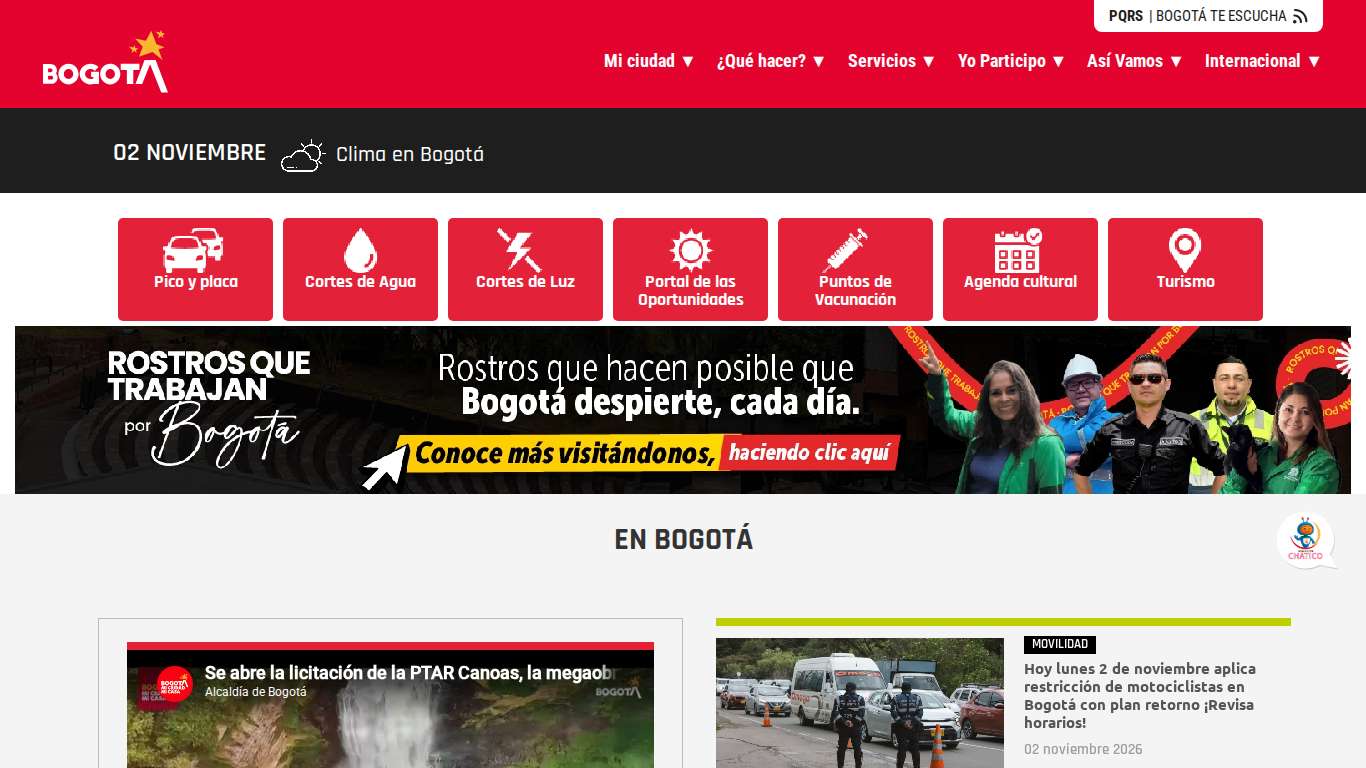 PQRS | BOGOTÁ TE ESCUCHA
BOGOTÁ
Mi ciudad ▼ ¿Qué hacer? ▼ Servicios ▼ Yo Participo ▼ Así Vamos ▼ Internacional ▼
02 NOVIEMBRE Clima en Bogotá
Pico y placa
Cortes de Agua
Cortes de Luz
Portal de las
Oportunidades
Puntos de
Vacunación
Agenda cultural
Turismo
ROSTROS QUE
TRABAJAN
por Bogotá
Rostros que hacen posible que
Bogotá despierte, cada día.
Conoce más visitándonos, haciendo clic aquí
EN BOGOTÁ
CHATICO
BOGOTÁ
MI CIUDAD
MI CASA
Se abre la licitación de la PTAR Canoas, la megaob
Alcaldía de Bogotá
BOGOTÁ
MOVILIDAD
Hoy lunes 2 de noviembre aplica
restricción de motociclistas en
Bogotá con plan retorno ¡Revisa
horarios!
02 noviembre 2026